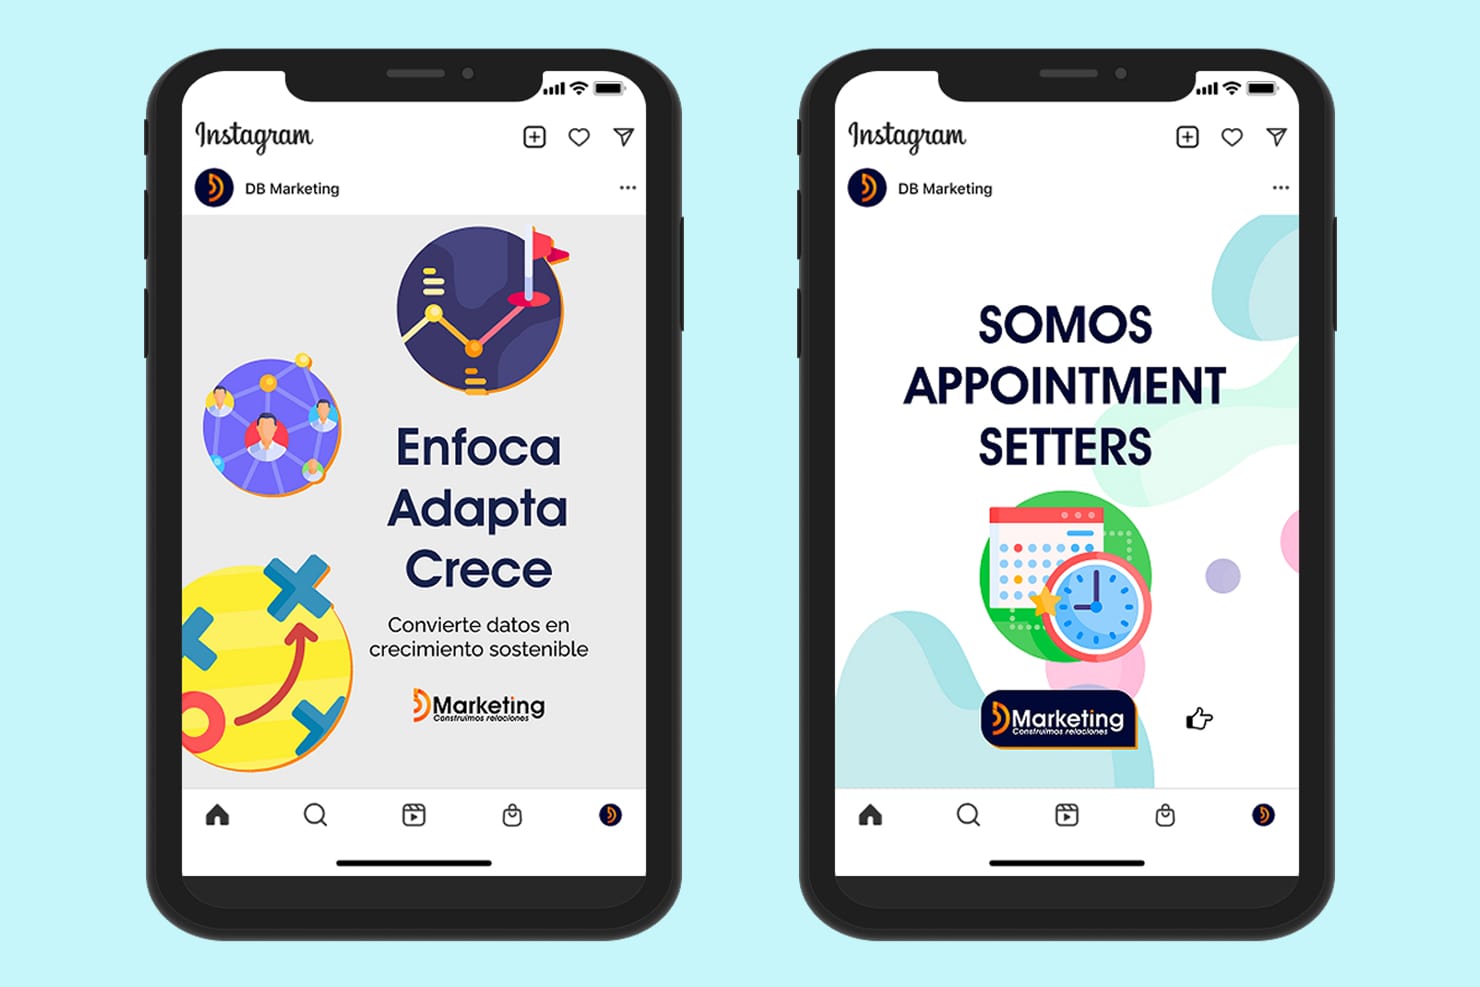 Instagram
DB Marketing
Enfoca
Adapta
Crece
Convierte datos en
crecimiento sostenible
Marketing
Construimos relaciones
Instagram
DB Marketing
SOMOS
APPOINTMENT
SETTERS
Marketing
Construimos relaciones